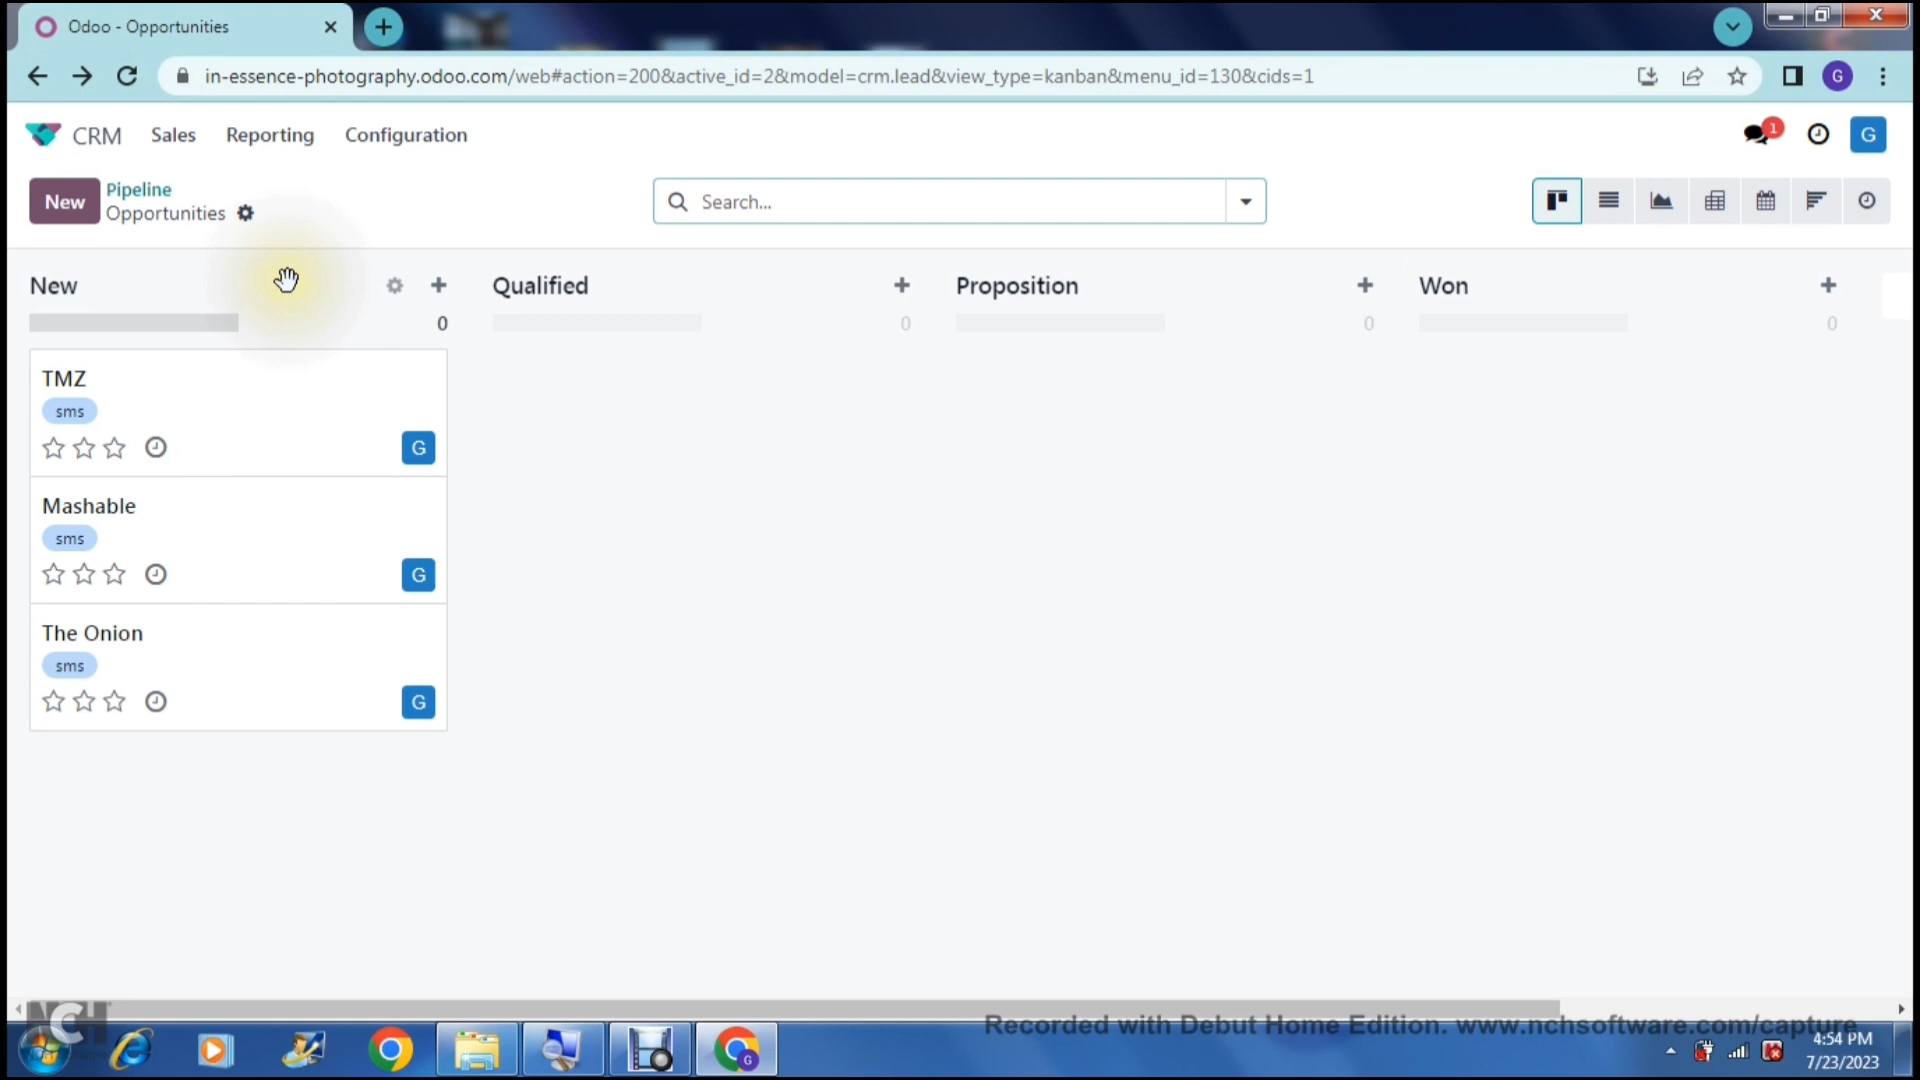 Odoo - Opportunities
in-essence-photography.odoo.com/web#action=200&active_id=2&model=crm.lead&view_type=kanban&menu_id=130&cids=1
G
CRM
Sales
Reporting
Configuration
1
G
New
Pipeline
Opportunities
Search...
New
0
Qualified
0
Proposition
0
Won
0
TMZ
sms
G
Mashable
sms
G
The Onion
sms
G
NCH
G
Recorded with Debut Home Edition. www.nchsoftware.com/capture
4:54 PM
7/23/2023